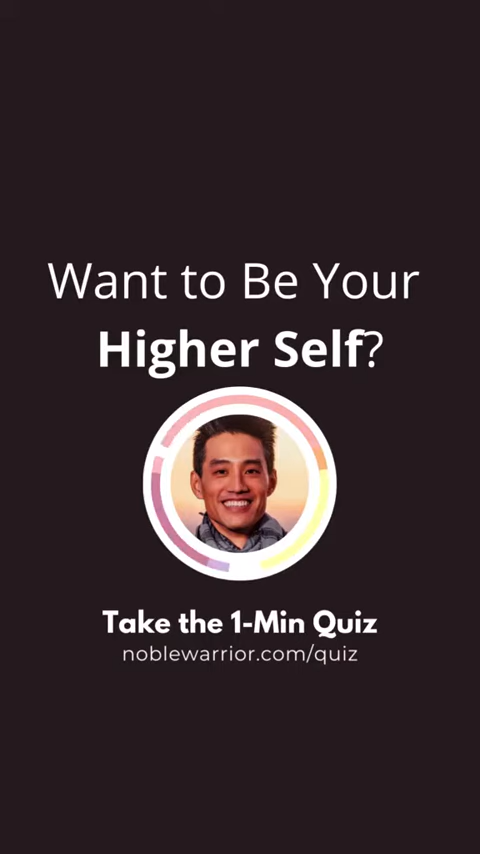 Want to Be Your
Higher Self?
Take the 1-Min Quiz
noblewarrior.com/quiz